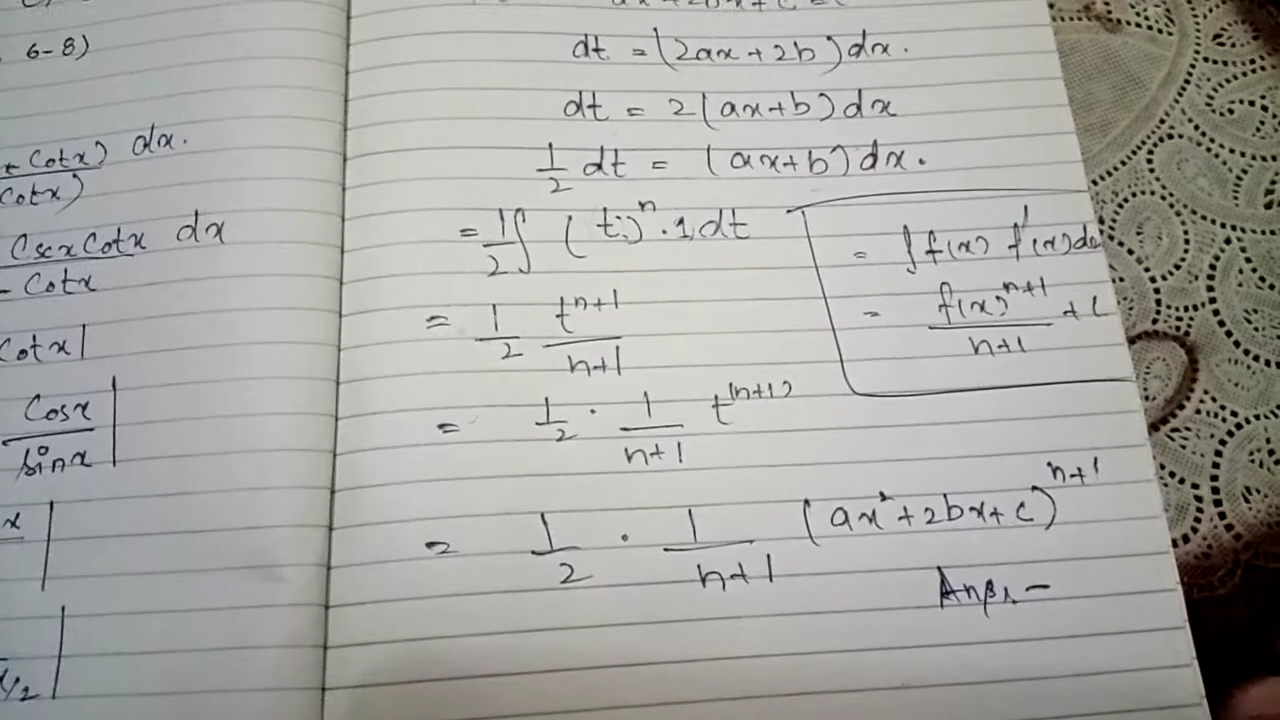 6-8)
+ Cotx) dx.
Cotx)
Cscx Cotx dx
- Cotx
Cotx|
Cosx |
sinx
x |
x/2 |
dt = (2ax + 2b) dx.
dt = 2(ax+b) dx
1/2 dt = (ax+b) dx.
= 1/2 ∫ (t)ⁿ . 1 dt
= 1/2 tⁿ⁺¹/n+1
= 1/2 . 1/n+1 t⁽ⁿ⁺¹⁾
= 1/2 . 1/n+1 (ax²+2bx+c)ⁿ⁺¹
Ans -
= ∫ f(x) f'(x) dx
= f(x)ⁿ⁺¹/n+1 + C